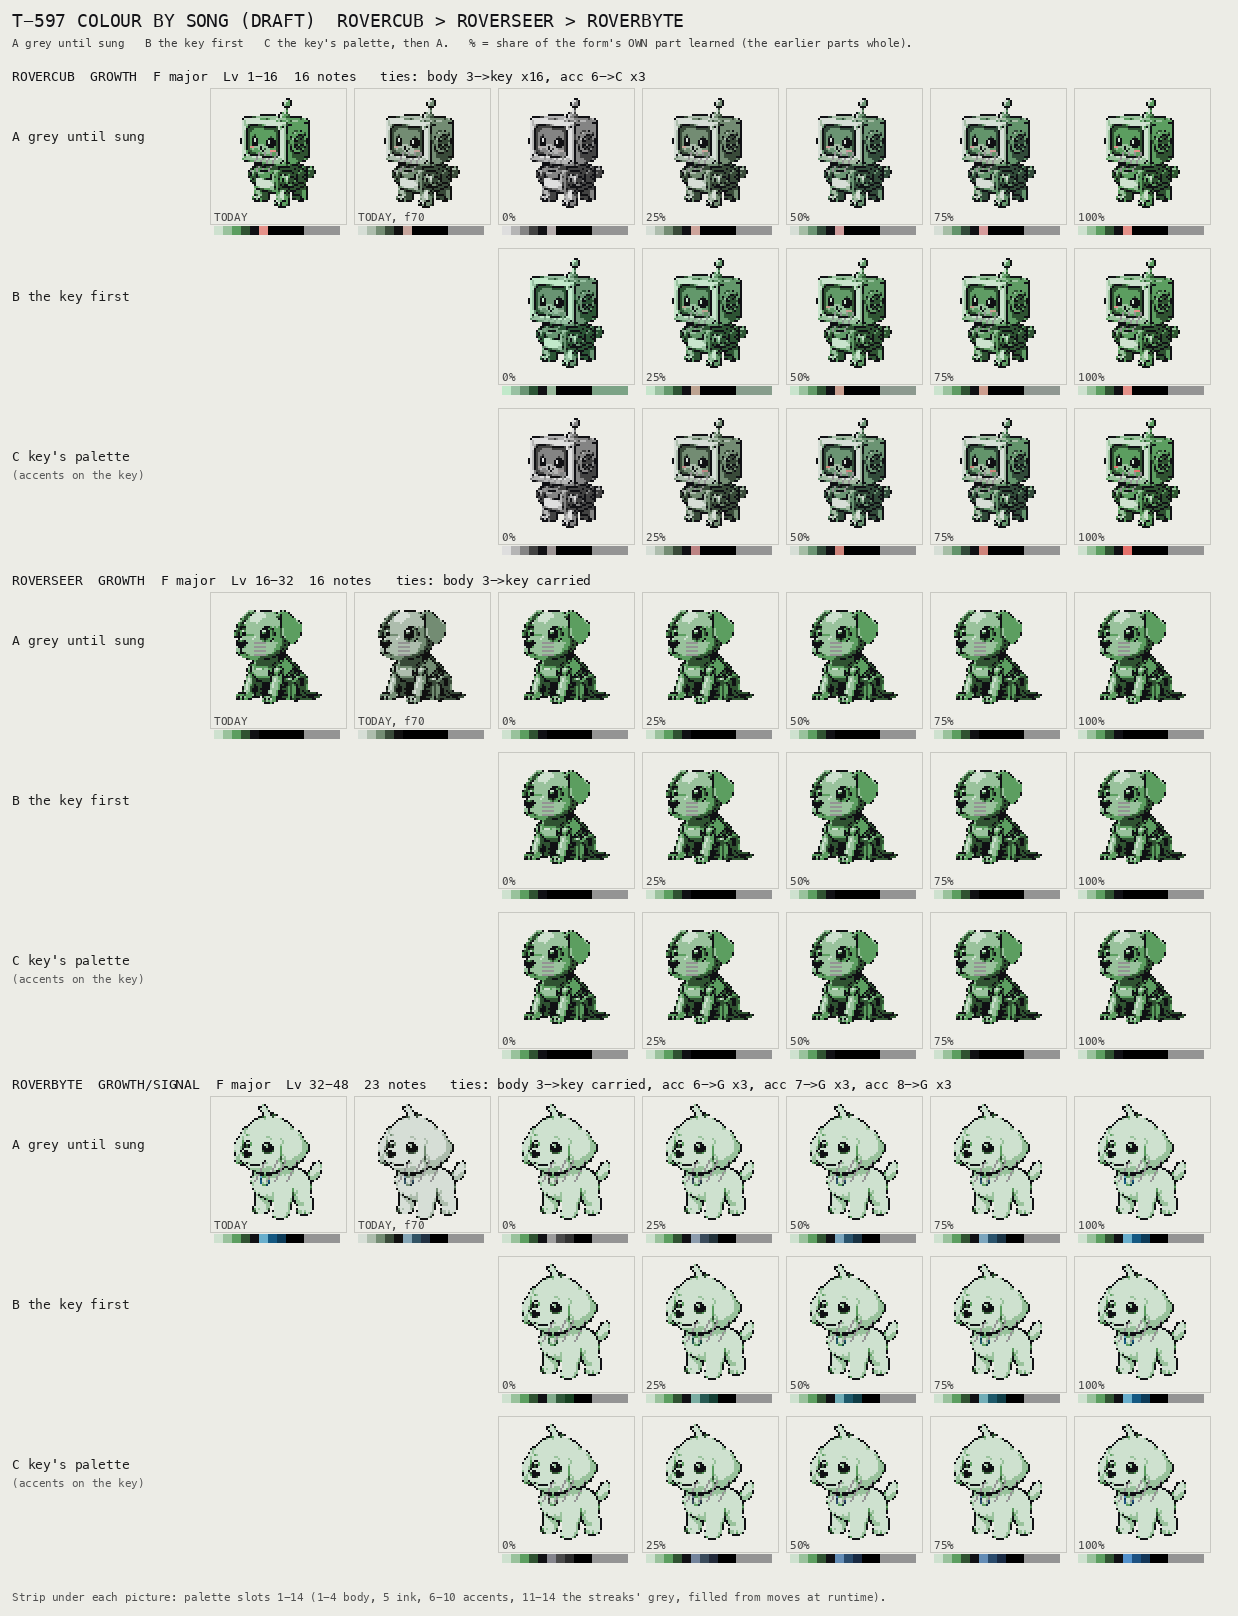 T−597 COLOUR BY SONG (DRAFT)  ROVERCUB > ROVERSEER > ROVERBYTE
A grey until sung   B the key first   C the key's palette, then A.   % = share of the form's OWN part learned (the earlier parts whole).
ROVERCUB  GROWTH  F major  Lv 1−16  16 notes   ties: body 3−>key x16, acc 6−>C x3
A grey until sung
TODAY
TODAY, f70
0%
25%
50%
75%
100%
B the key first
0%
25%
50%
75%
100%
C key's palette
(accents on the key)
0%
25%
50%
75%
100%
ROVERSEER  GROWTH  F major  Lv 16−32  16 notes   ties: body 3−>key carried
A grey until sung
TODAY
TODAY, f70
0%
25%
50%
75%
100%
B the key first
0%
25%
50%
75%
100%
C key's palette
(accents on the key)
0%
25%
50%
75%
100%
ROVERBYTE  GROWTH/SIGNAL  F major  Lv 32−48  23 notes   ties: body 3−>key carried, acc 6−>G x3, acc 7−>G x3, acc 8−>G x3
A grey until sung
TODAY
TODAY, f70
0%
25%
50%
75%
100%
B the key first
0%
25%
50%
75%
100%
C key's palette
(accents on the key)
0%
25%
50%
75%
100%
Strip under each picture: palette slots 1−14 (1−4 body, 5 ink, 6−10 accents, 11−14 the streaks' grey, filled from moves at runtime).